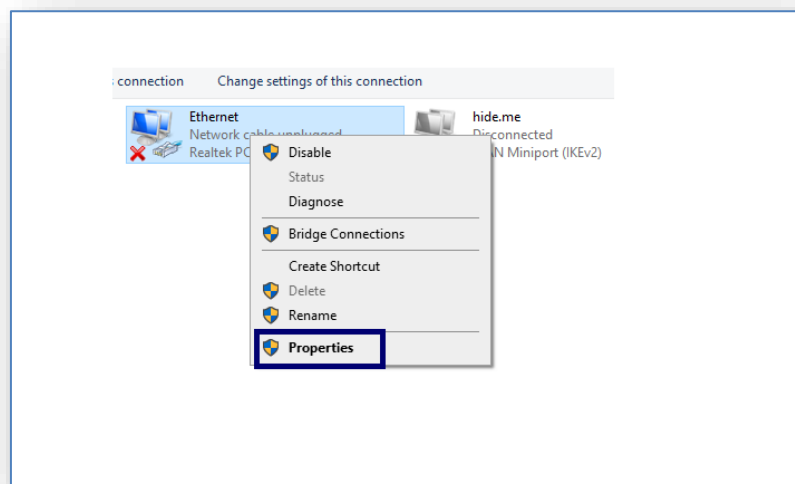 connection Change settings of this connection
Ethernet
Network cable unplugged
Realtek PC
hide.me
Disconnected
Miniport (IKEv2)
Disable
Status
Diagnose
Bridge Connections
Create Shortcut
Delete
Rename
Properties